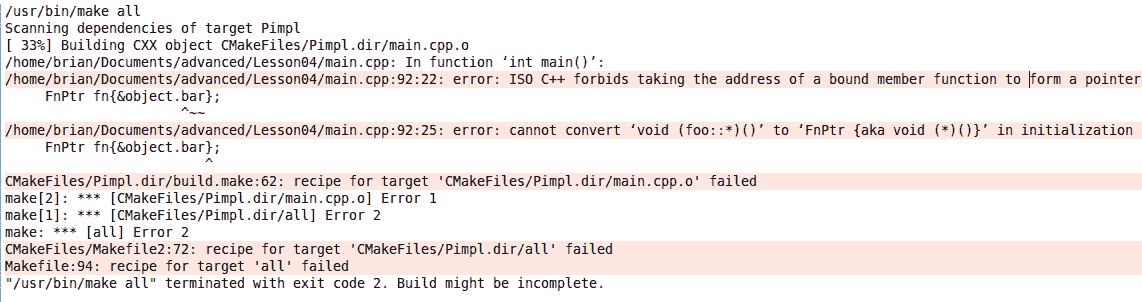 /usr/bin/make all
Scanning dependencies of target Pimpl
[ 33%] Building CXX object CMakeFiles/Pimpl.dir/main.cpp.o
/home/brian/Documents/advanced/Lesson04/main.cpp: In function ‘int main()’:
/home/brian/Documents/advanced/Lesson04/main.cpp:92:22: error: ISO C++ forbids taking the address of a bound member function to form a pointer
     FnPtr fn{&object.bar};
                      ^~~
/home/brian/Documents/advanced/Lesson04/main.cpp:92:25: error: cannot convert ‘void (foo::*)()’ to ‘FnPtr {aka void (*)()}’ in initialization
     FnPtr fn{&object.bar};
                         ^
CMakeFiles/Pimpl.dir/build.make:62: recipe for target 'CMakeFiles/Pimpl.dir/main.cpp.o' failed
make[2]: *** [CMakeFiles/Pimpl.dir/main.cpp.o] Error 1
make[1]: *** [CMakeFiles/Pimpl.dir/all] Error 2
make: *** [all] Error 2
CMakeFiles/Makefile2:72: recipe for target 'CMakeFiles/Pimpl.dir/all' failed
Makefile:94: recipe for target 'all' failed
"/usr/bin/make all" terminated with exit code 2. Build might be incomplete.